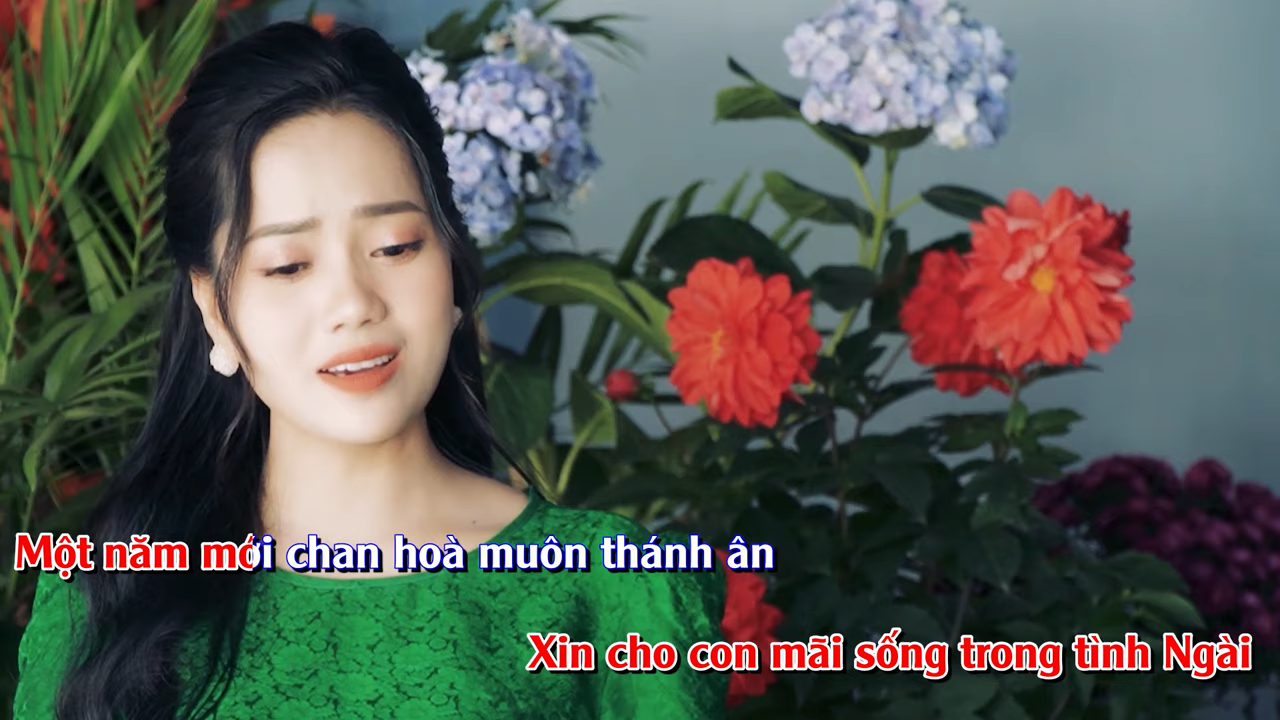 Một năm mới chan hoà muôn thánh ân
Xin cho con mãi sống trong tình Ngài